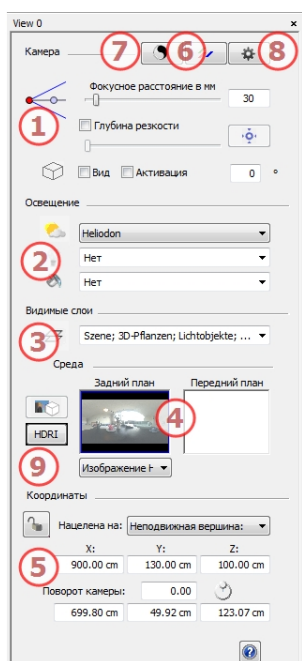 View 0 ×
Камера 7 6 8
Фокусное расстояние в мм
30
1
Глубина резкости
Вид Активация 0 °
Освещение
Heliodon
2 Нет
Нет
Видимые слои
3 Szene; 3D-Pflanzen; Lichtobjekte; ...
Среда
Задний план Передний план
4
HDRI
9 Изображение H
Координаты
Нацелена на: Неподвижная вершина:
X: Y: Z:
5 900.00 cm 130.00 cm 100.00 cm
Поворот камеры: 0.00
699.80 cm 49.92 cm 123.07 cm
?